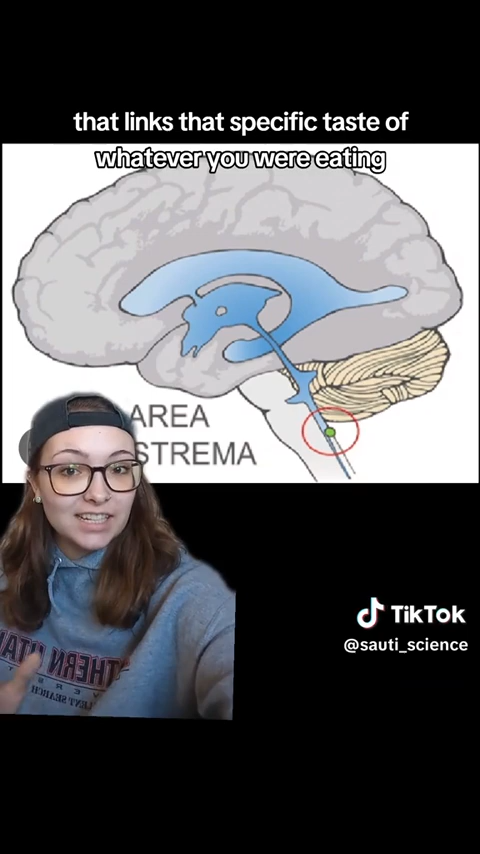 that links that specific taste of
whatever you were eating
AREA
STREMA
TikTok
@sauti_science